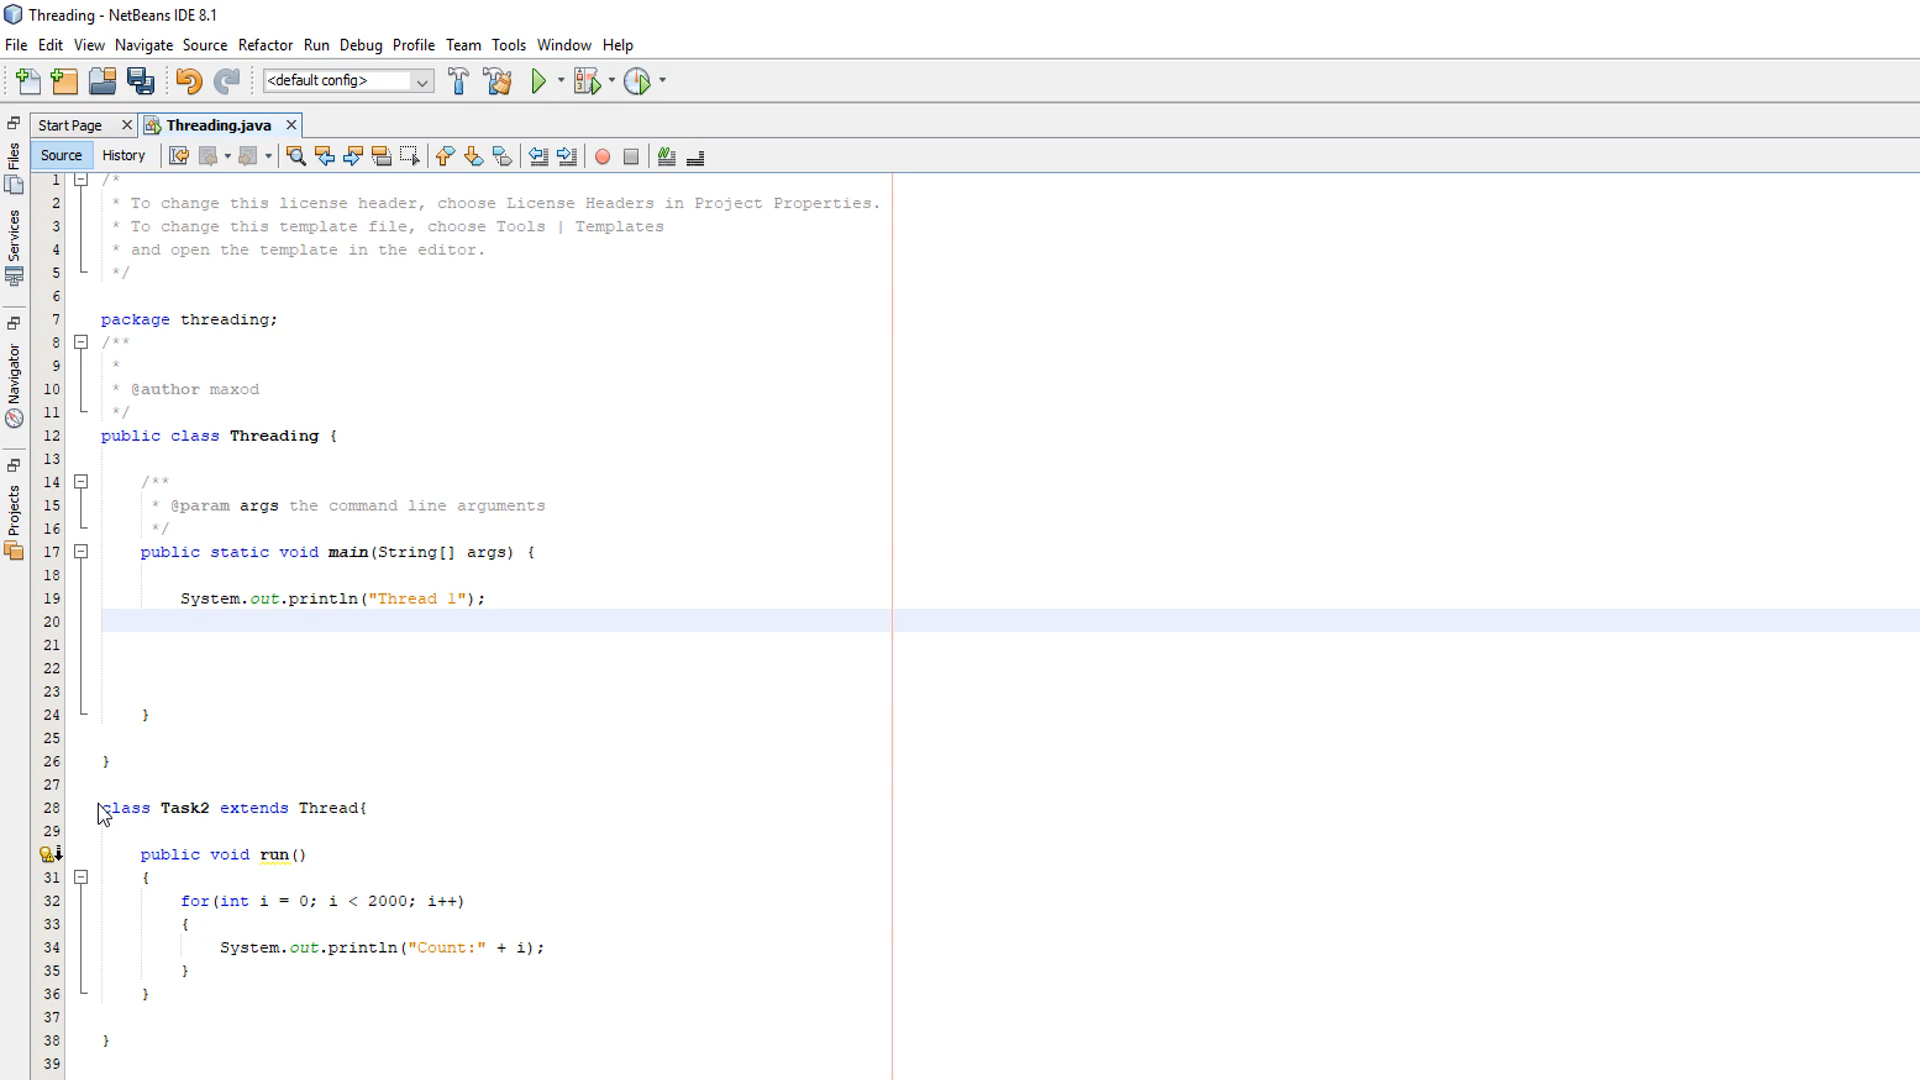 Threading - NetBeans IDE 8.1
File Edit View Navigate Source Refactor Run Debug Profile Team Tools Window Help
<default config>
Start Page Threading.java
Source History
Files
Services
Navigator
Projects
1 /*
2 * To change this license header, choose License Headers in Project Properties.
3 * To change this template file, choose Tools | Templates
4 * and open the template in the editor.
5 */
6
7 package threading;
8 /**
9 *
10 * @author maxod
11 */
12 public class Threading {
13
14 /**
15 * @param args the command line arguments
16 */
17 public static void main(String[] args) {
18
19 System.out.println("Thread 1");
20
21
22
23
24 }
25
26 }
27
28 class Task2 extends Thread{
29
public void run()
31 {
32 for(int i = 0; i < 2000; i++)
33 {
34 System.out.println("Count:" + i);
35 }
36 }
37
38 }
39